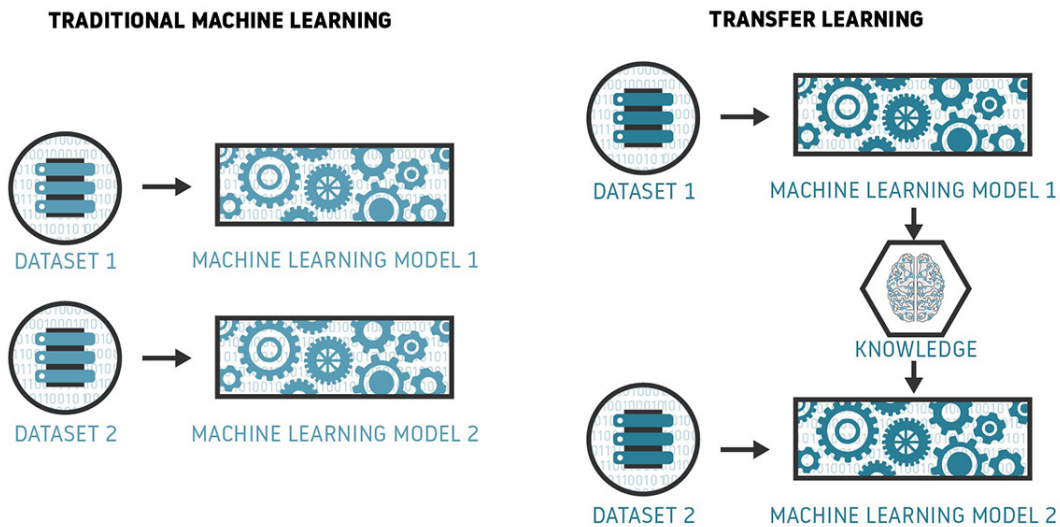 TRADITIONAL MACHINE LEARNING
DATASET 1
MACHINE LEARNING MODEL 1
DATASET 2
MACHINE LEARNING MODEL 2
TRANSFER LEARNING
DATASET 1
MACHINE LEARNING MODEL 1
KNOWLEDGE
DATASET 2
MACHINE LEARNING MODEL 2